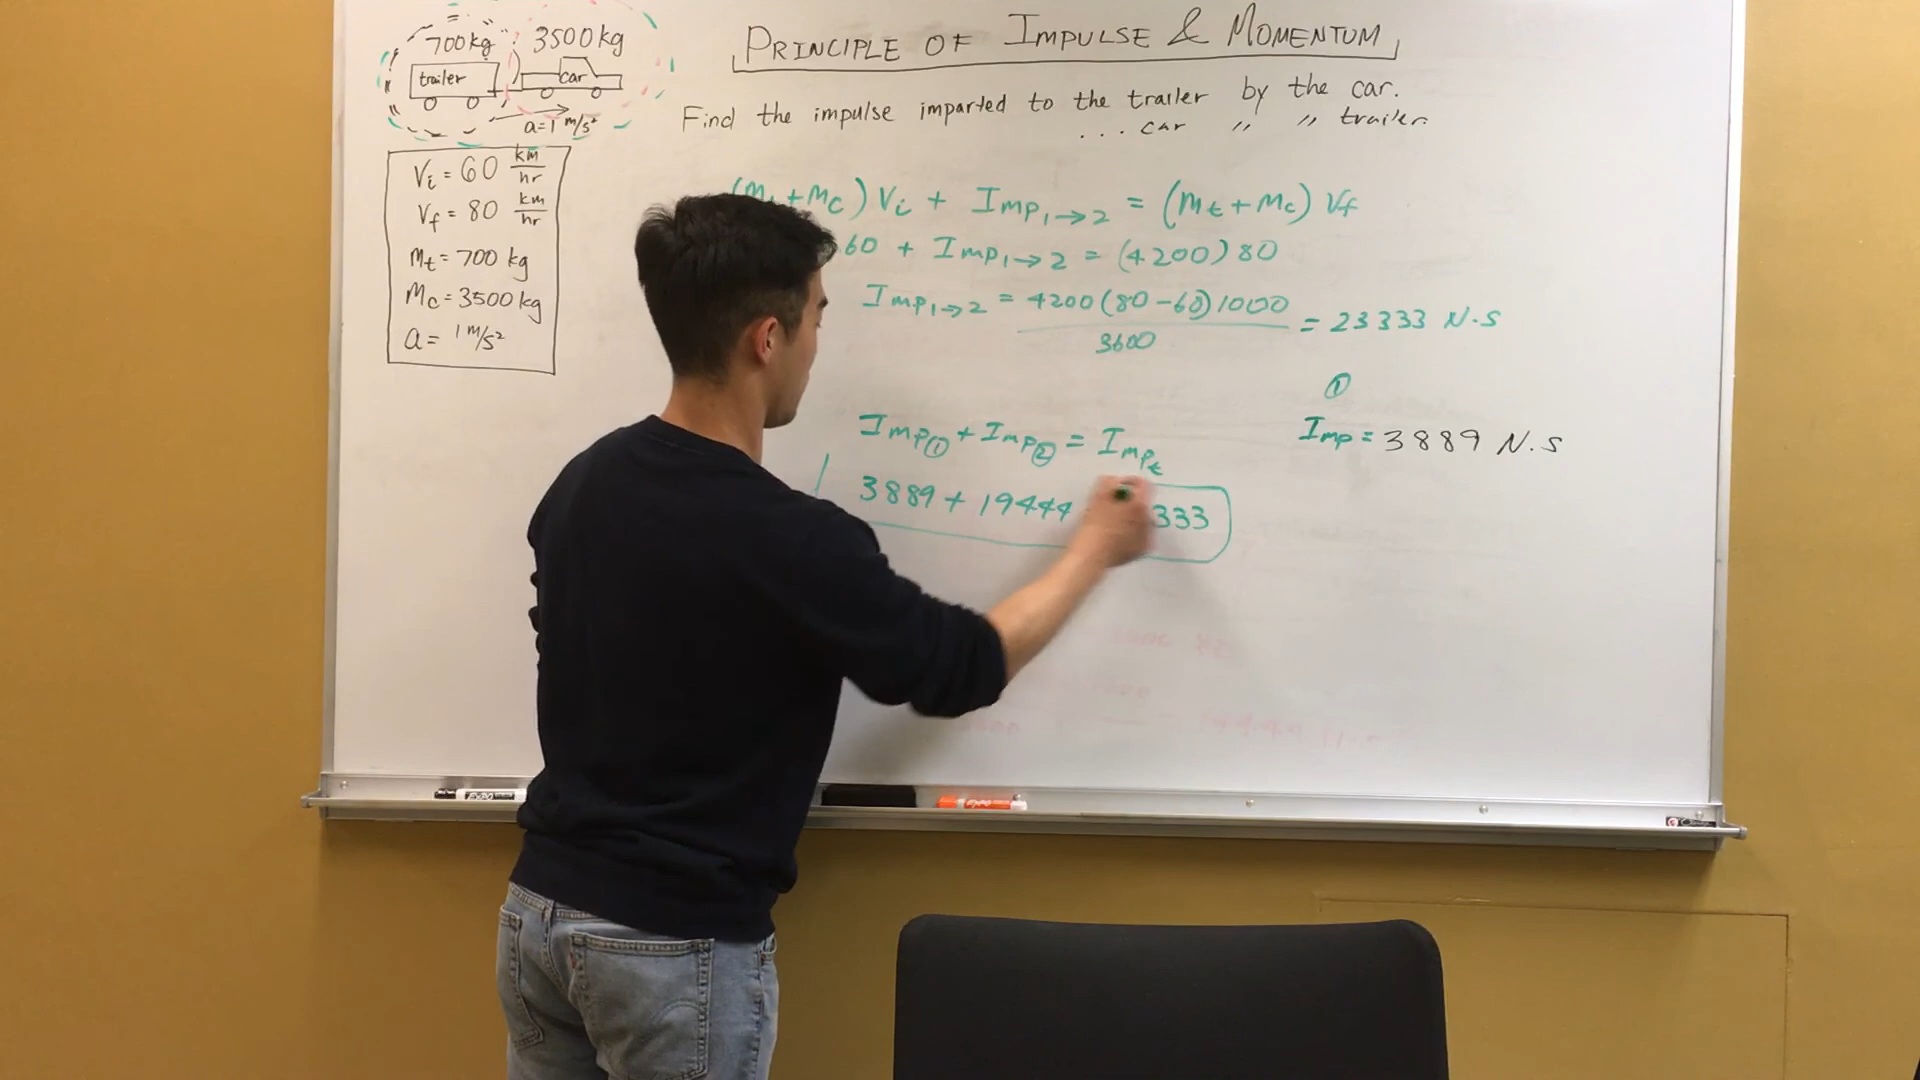 PRINCIPLE OF IMPULSE & MOMENTUM
700kg 3500kg
trailer car
a=1 m/s²
Find the impulse imparted to the trailer by the car.
... car " " trailer.
Vi = 60 km/hr
Vf = 80 km/hr
Mt = 700 kg
Mc = 3500 kg
a = 1 m/s²
+Mc) Vi + Imp1→2 = (Mt + Mc) Vf
60 + Imp1→2 = (4200) 80
Imp1→2 = 4200(80-60)1000 / 3600 = 23333 N.S
①
Imp = 3889 N.S
Imp① + Imp② = Impt
3889 + 19444 333
EXPO